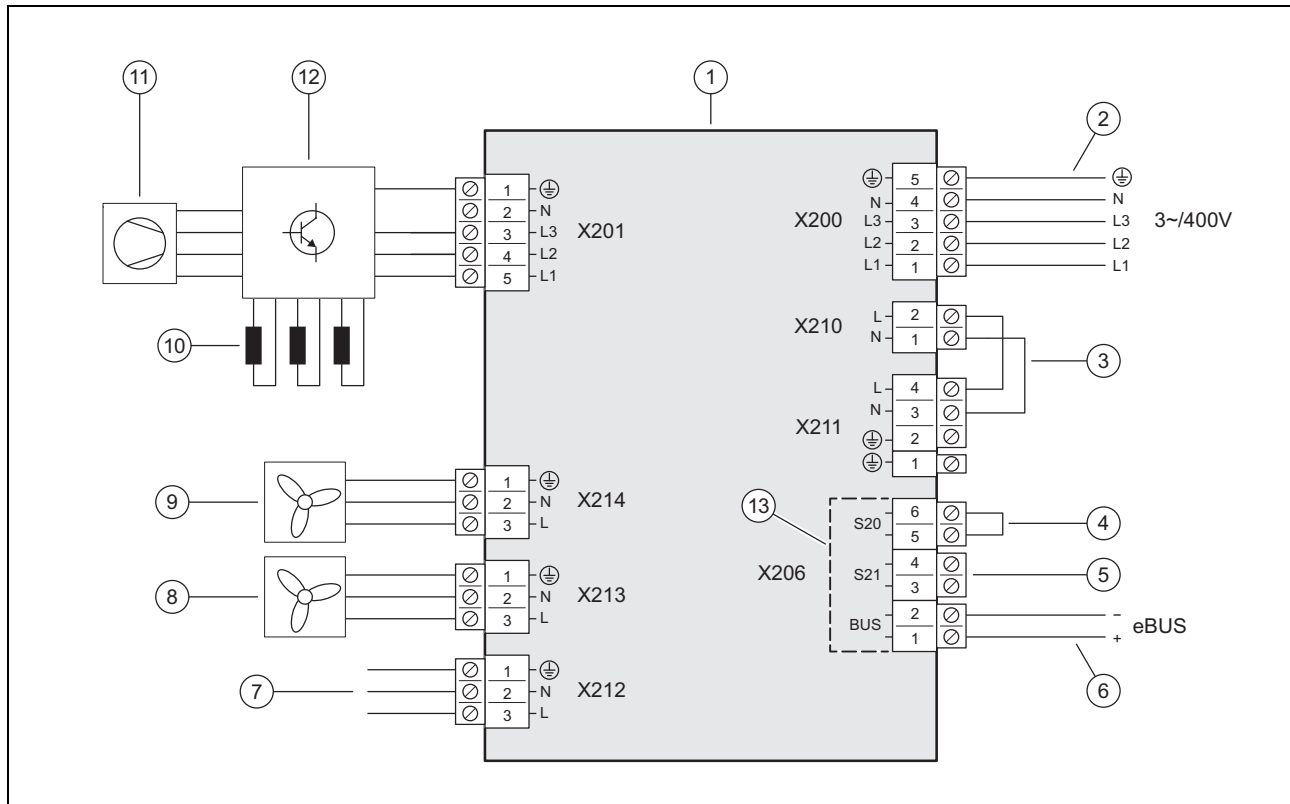 11
12
1
2
5
N 4 N
X200 L3 3 L3 3~/400V
L2 2 L2
L1 1 L1
1
2 N
3 L3 X201
4 L2
5 L1
10
X210 L 2
N 1
3
L 4
N 3
X211 2
1
9
1
2 N X214
3 L
13
6
S20 5
4
X206 4
S21 3
5
BUS 2 − eBUS
1 +
6
8
1
2 N X213
3 L
7
1
2 N X212
3 L